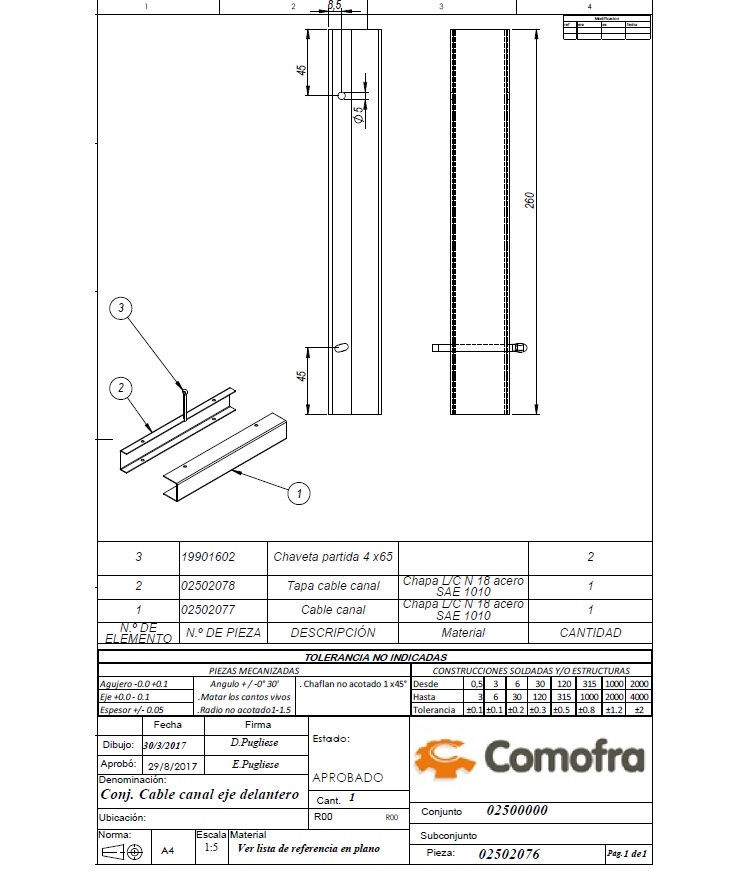 1 2 3 4
8,5
Modificacion
ref fecha
45
Ø5
260
3
45
2
1
3 19901602 Chaveta partida 4 x65 2
2 02502078 Tapa cable canal Chapa L/C N 18 acero SAE 1010 1
1 02502077 Cable canal Chapa L/C N 18 acero SAE 1010 1
N.º DE ELEMENTO N.º DE PIEZA DESCRIPCIÓN Material CANTIDAD
TOLERANCIA NO INDICADAS
PIEZAS MECANIZADAS CONSTRUCCIONES SOLDADAS Y/O ESTRUCTURAS
Agujero -0.0 +0.1 Angulo + / -0° 30' . Chaflan no acotado 1 x45° Desde 0,5 3 6 30 120 315 1000 2000
Eje +0.0 - 0.1 .Matar los cantos vivos Hasta 3 6 30 120 315 1000 2000 4000
Espesor +/- 0.05 .Radio no acotado1-1.5 Tolerancia ±0.1 ±0.1 ±0.2 ±0.3 ±0.5 ±0.8 ±1.2 ±2
Fecha Firma Estado:
Dibujo: 30/3/2017 D.Pugliese
Aprobó: 29/8/2017 E.Pugliese APROBADO
Comofra
Denominación:
Conj. Cable canal eje delantero Cant. 1
Ubicación: R00 R00
Conjunto 02500000
Norma: Escala Material Subconjunto
A4 1:5 Ver lista de referencia en plano
Pieza: 02502076 Pag. 1 de1